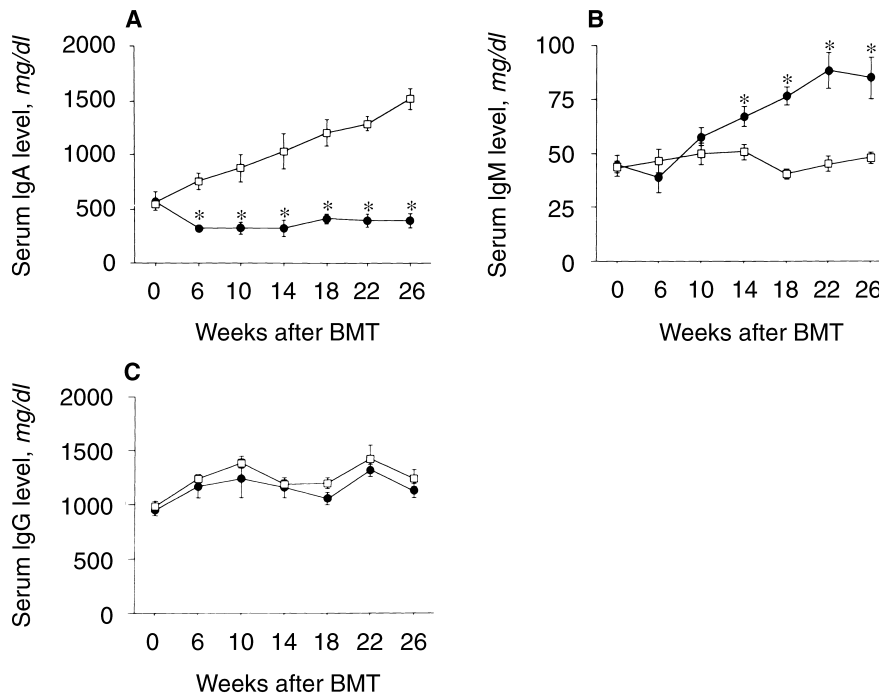 A
Serum IgA level, mg/dl
2000
1500
1000
500
0
* * * * * *
0 6 10 14 18 22 26
Weeks after BMT
B
Serum IgM level, mg/dl
100
75
50
25
0
* * * *
0 6 10 14 18 22 26
Weeks after BMT
C
Serum IgG level, mg/dl
2000
1500
1000
500
0
0 6 10 14 18 22 26
Weeks after BMT